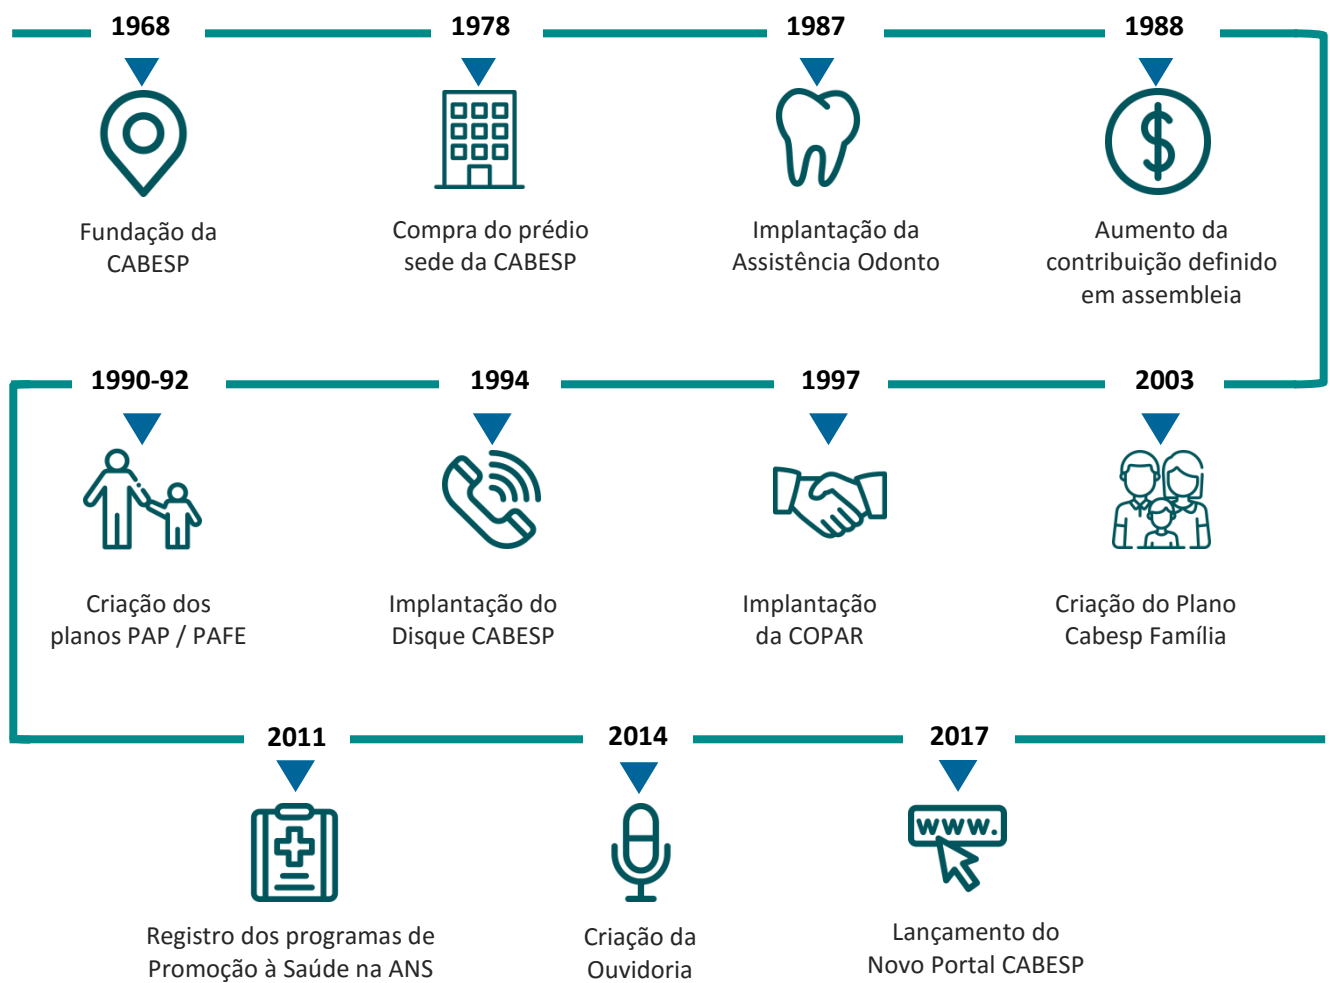 1968
1978
1987
1988
Fundação da
CABESP
Compra do prédio
sede da CABESP
Implantação da
Assistência Odonto
Aumento da
contribuição definido
em assembleia
1990-92
1994
1997
2003
Criação dos
planos PAP / PAFE
Implantação do
Disque CABESP
Implantação
da COPAR
Criação do Plano
Cabesp Família
2011
2014
2017
www.
Registro dos programas de
Promoção à Saúde na ANS
Criação da
Ouvidoria
Lançamento do
Novo Portal CABESP